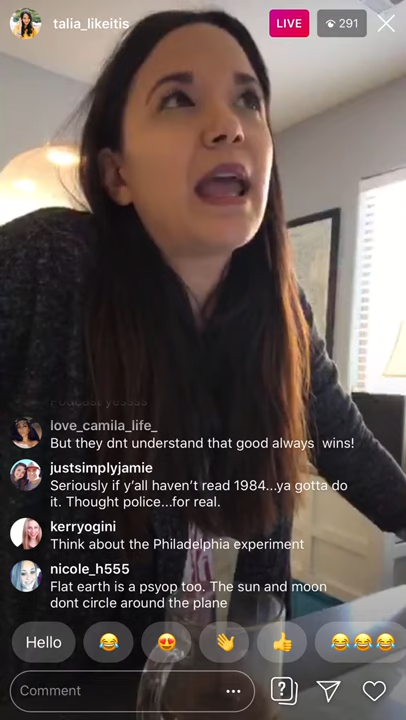 talia_likeitis
LIVE
291
Podcast yessss
love_camila_life_
But they dnt understand that good always wins!
justsimplyjamie
Seriously if y'all haven't read 1984...ya gotta do
it. Thought police...for real.
kerryogini
Think about the Philadelphia experiment
nicole_h555
Flat earth is a psyop too. The sun and moon
dont circle around the plane
Hello
Comment